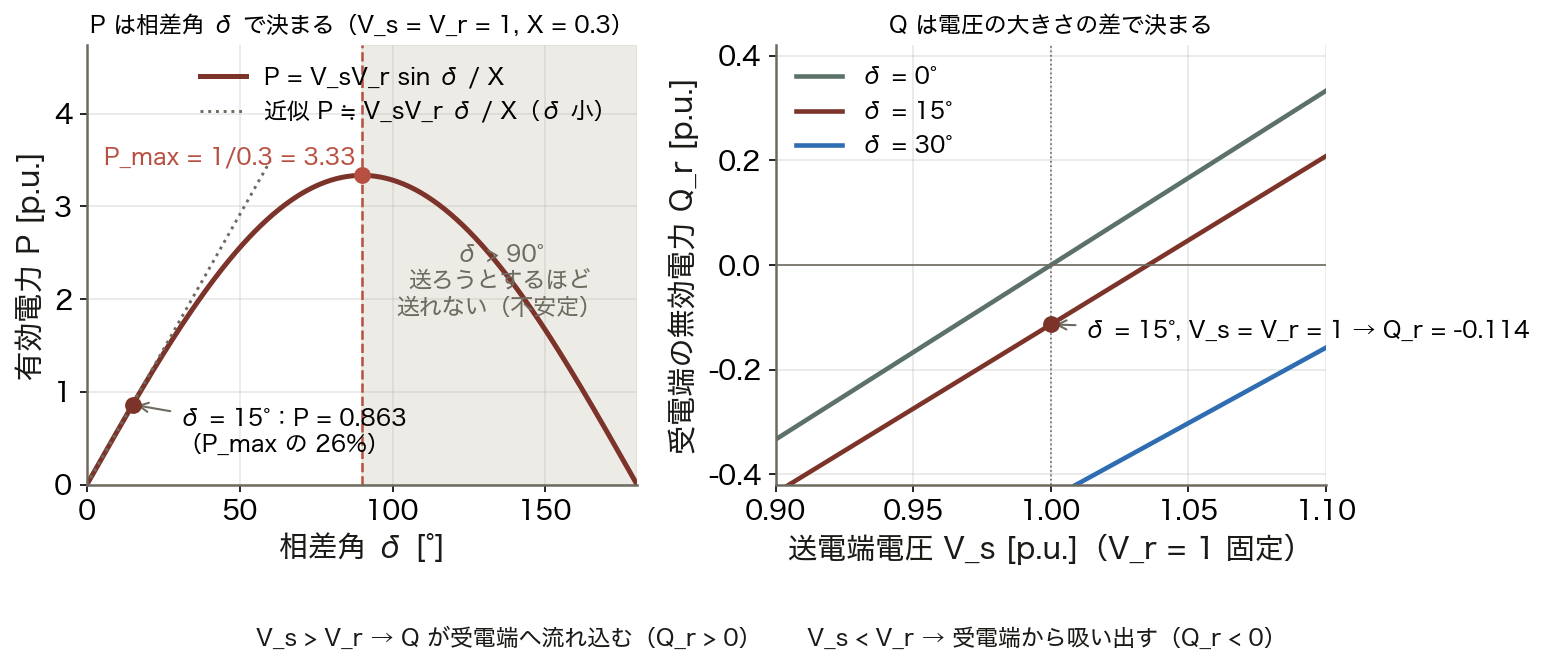 P は相差角 δ で決まる（V_s = V_r = 1, X = 0.3）
P = V_sV_r sin δ / X
近似 P ≒ V_sV_r δ / X（δ 小）
P_max = 1/0.3 = 3.33
δ > 90°
送ろうとするほど
送れない（不安定）
δ = 15°：P = 0.863
（P_max の 26%）
有効電力 P [p.u.]
4
3
2
1
0
0 50 100 150
相差角 δ [°]
Q は電圧の大きさの差で決まる
δ = 0°
δ = 15°
δ = 30°
δ = 15°, V_s = V_r = 1 → Q_r = -0.114
受電端の無効電力 Q_r [p.u.]
0.4
0.2
0.0
-0.2
-0.4
0.90 0.95 1.00 1.05 1.10
送電端電圧 V_s [p.u.]（V_r = 1 固定）
V_s > V_r → Q が受電端へ流れ込む（Q_r > 0） V_s < V_r → 受電端から吸い出す（Q_r < 0）